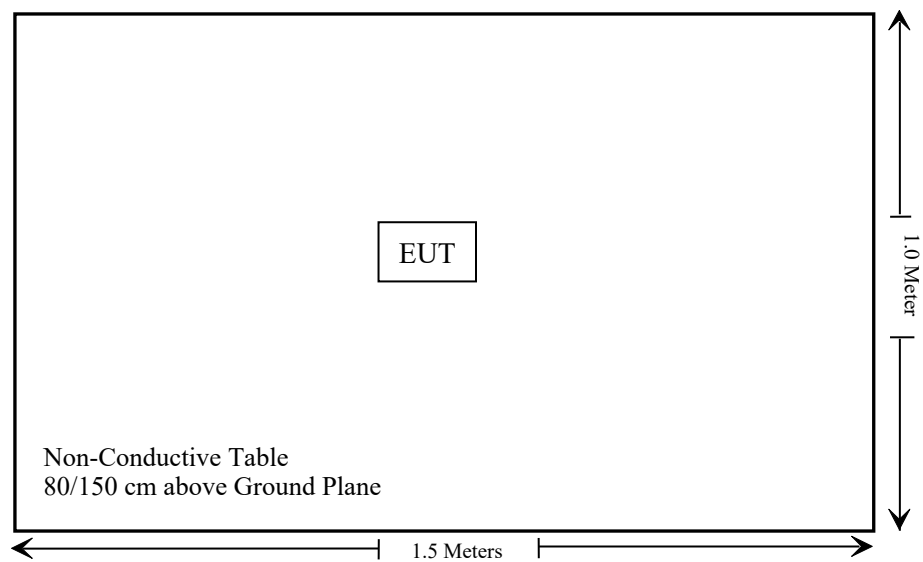 EUT
1.0 Meter
Non-Conductive Table
80/150 cm above Ground Plane
1.5 Meters